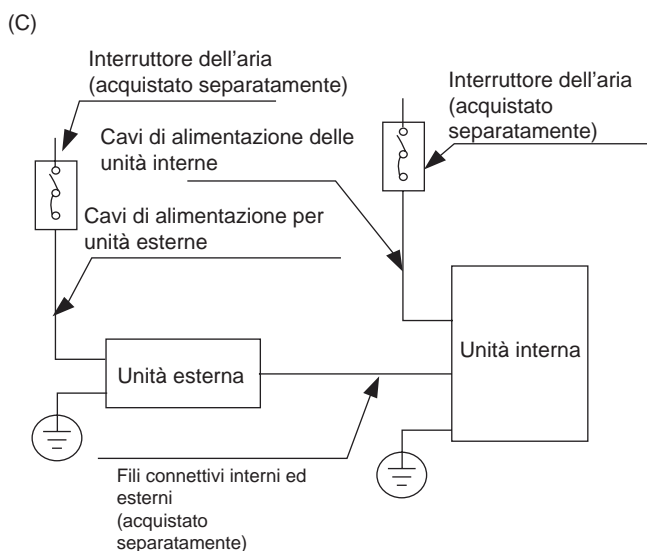 (C)
Interruttore dell'aria
(acquistato separatamente)
Interruttore dell'aria
(acquistato
separatamente)
Cavi di alimentazione delle
unità interne
Cavi di alimentazione per
unità esterne
Unità esterna
Unità interna
Fili connettivi interni ed
esterni
(acquistato
separatamente)